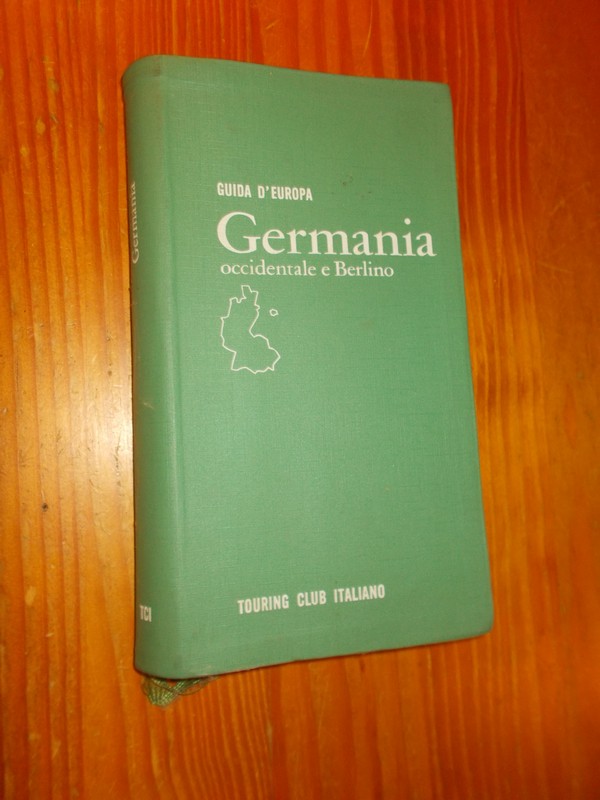 GUIDA D'EUROPA
Germania
occidentale e Berlino
TOURING CLUB ITALIANO
Germania
TCI